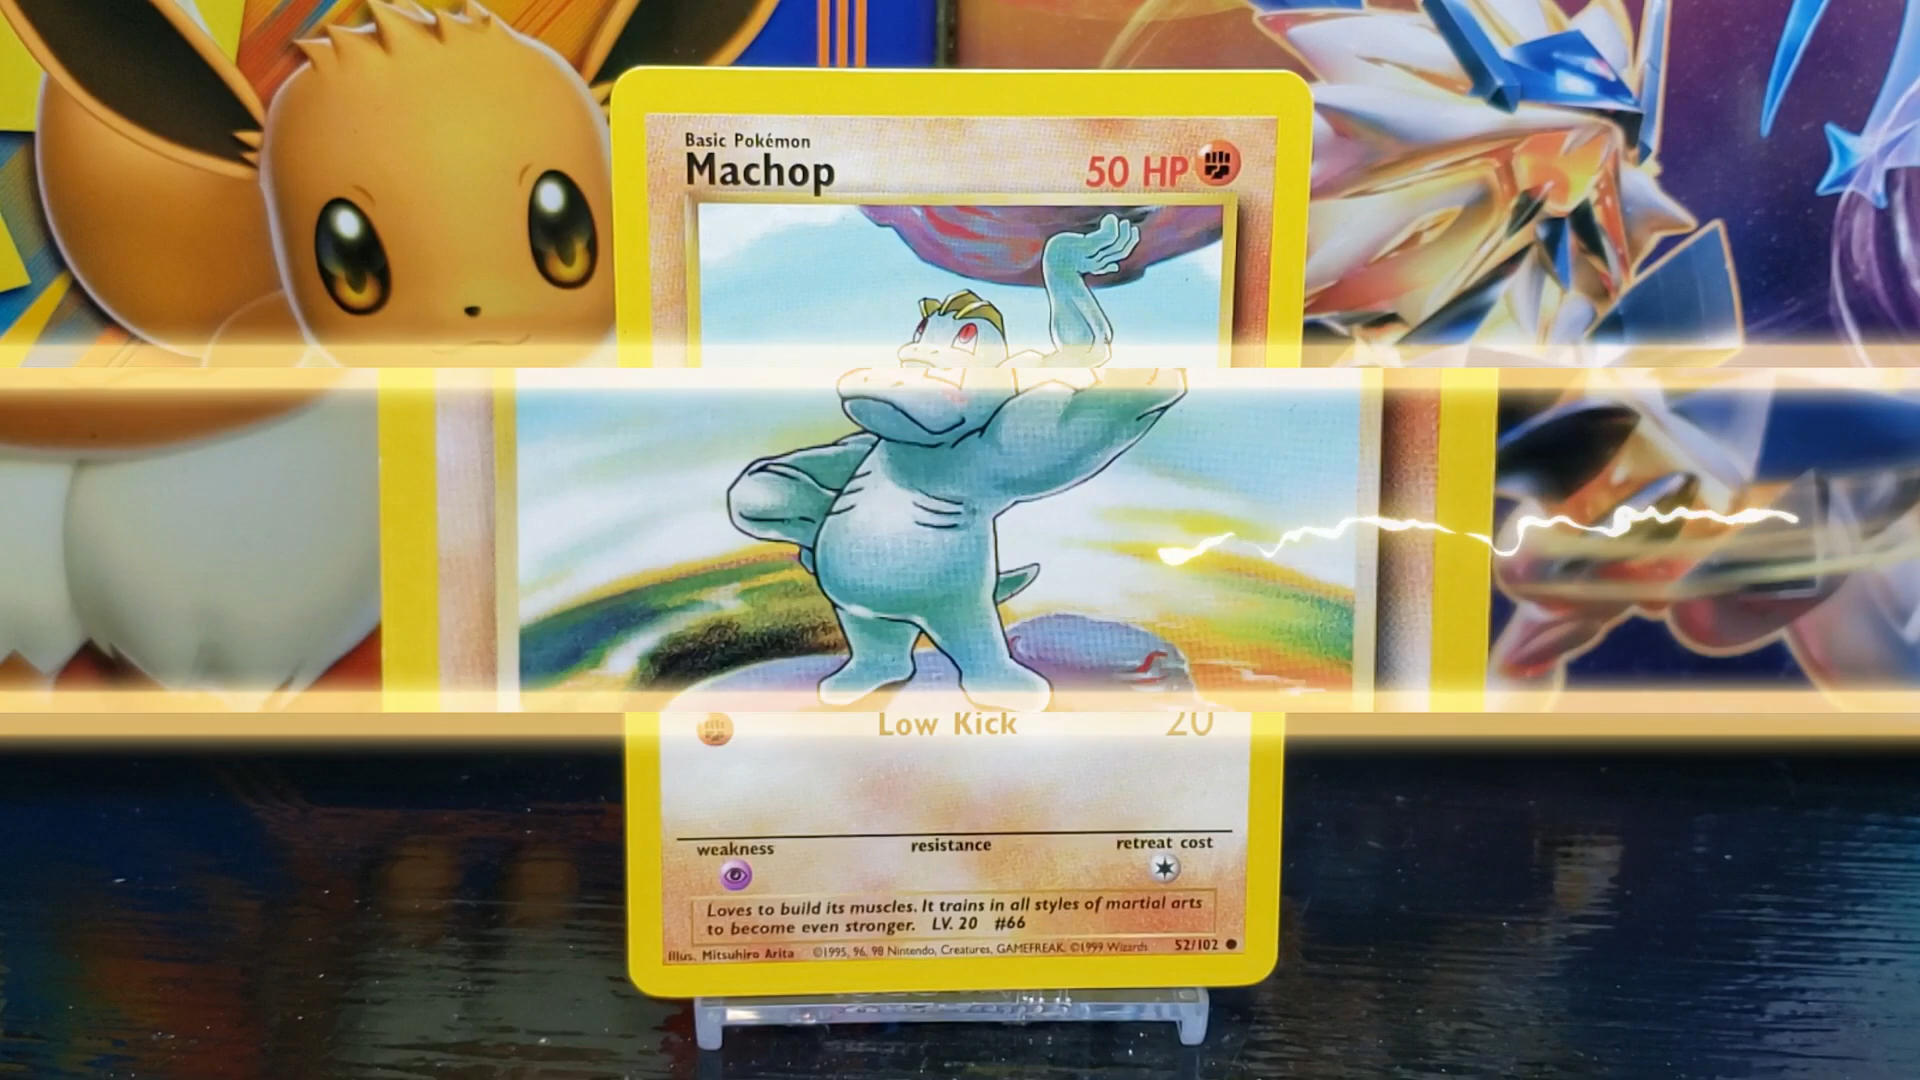 Basic Pokémon
Machop
50 HP
Low Kick 20
weakness resistance retreat cost
Loves to build its muscles. It trains in all styles of martial arts
to become even stronger. LV. 20 #66
Illus. Mitsuhiro Arita ©1995, 96, 98 Nintendo, Creatures, GAMEFREAK. ©1999 Wizards 52/102